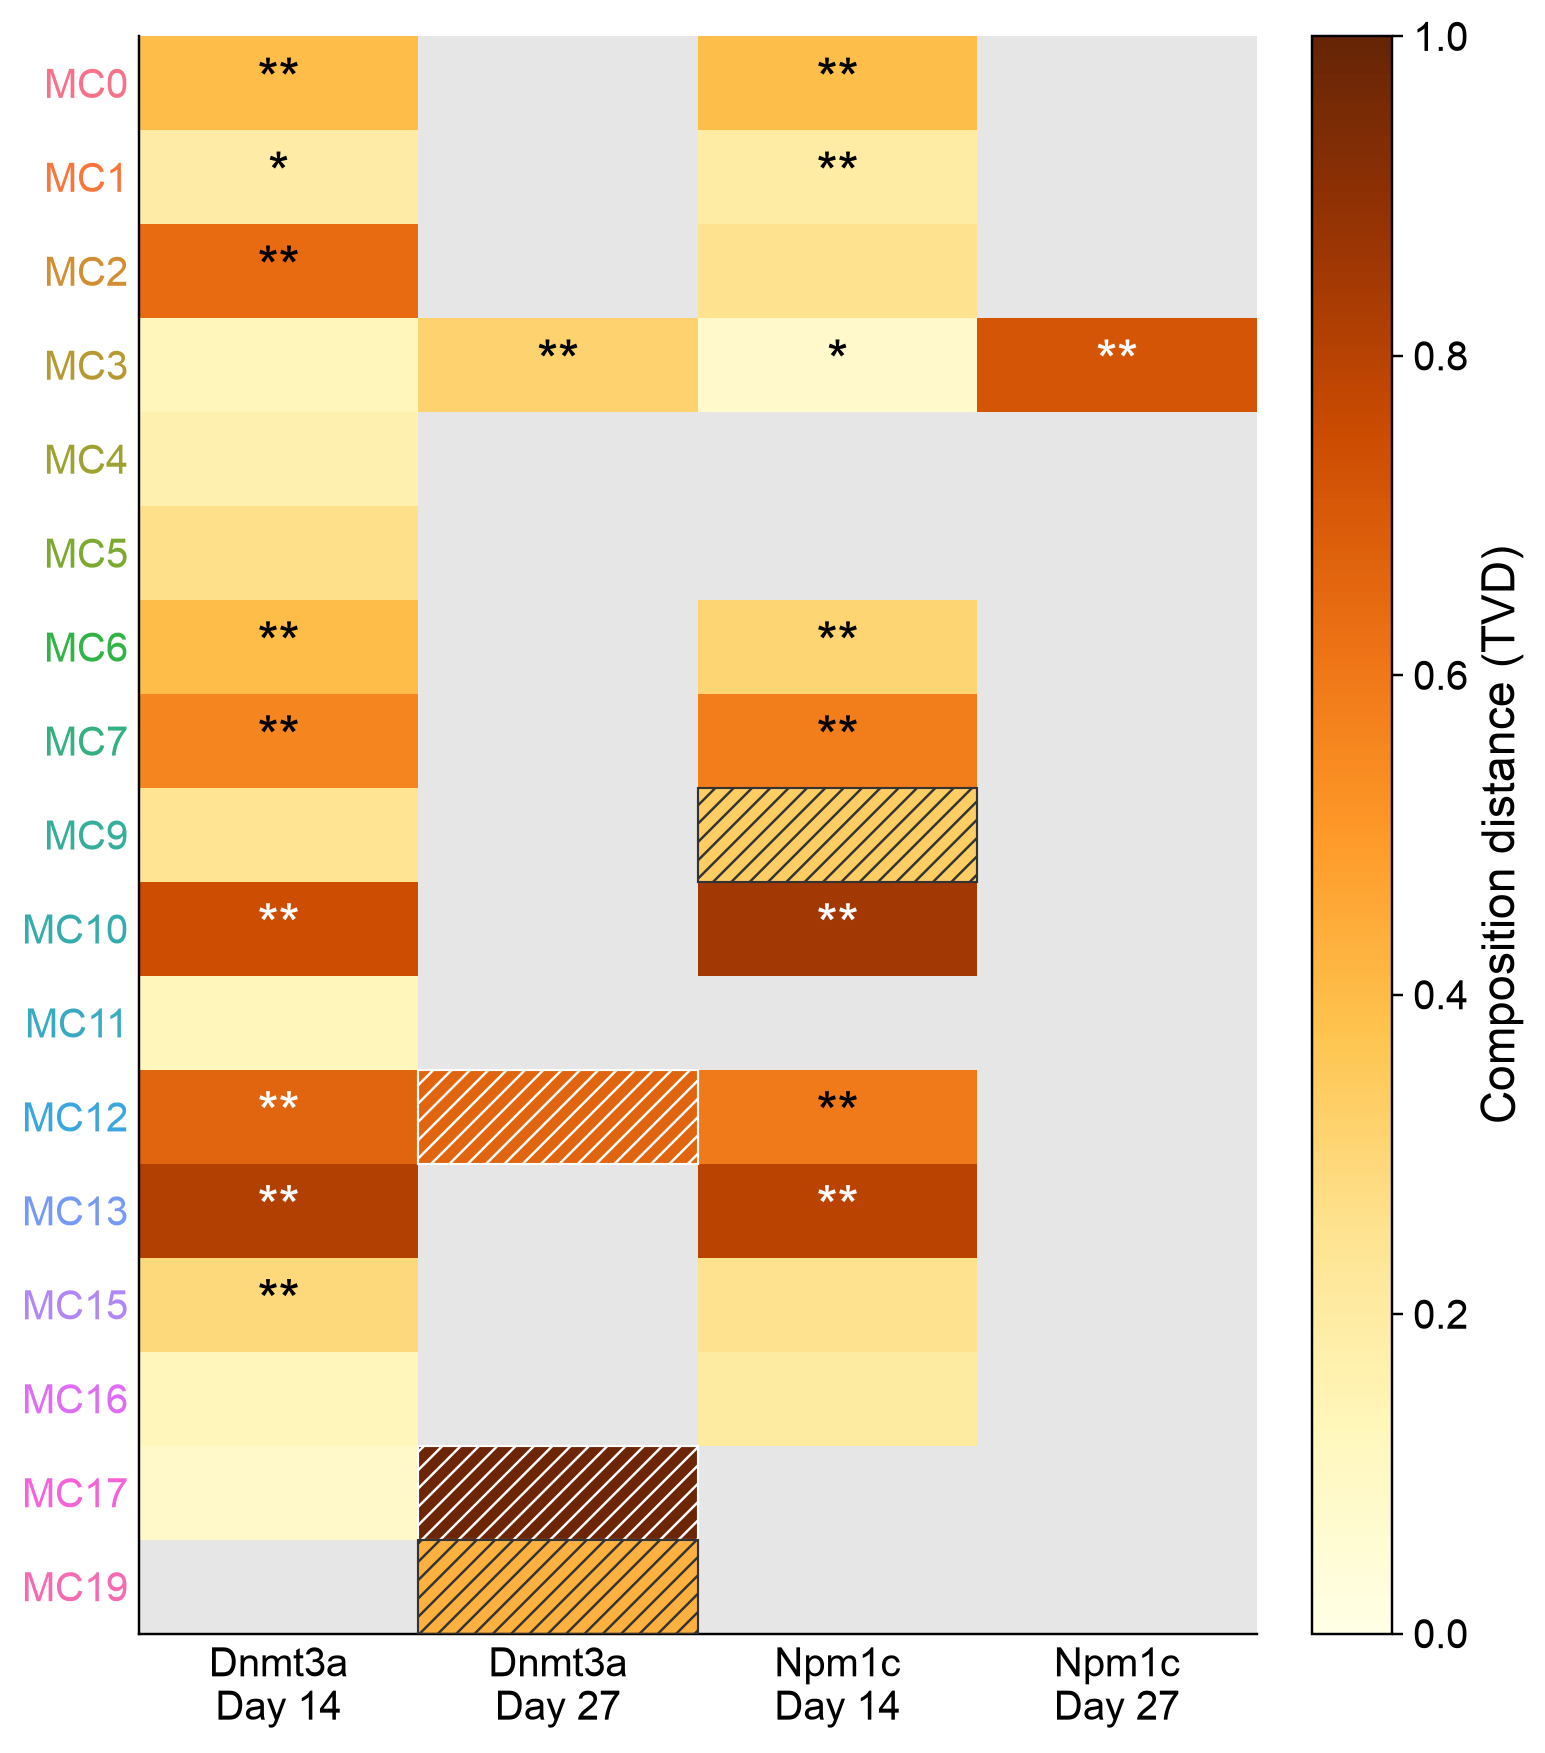 MC0 ** **
MC1 * **
MC2 **
MC3 ** * **
MC4
MC5
MC6 ** **
MC7 ** **
MC9
MC10 ** **
MC11
MC12 ** **
MC13 ** **
MC15 **
MC16
MC17
MC19
Dnmt3a
Day 14
Dnmt3a
Day 27
Npm1c
Day 14
Npm1c
Day 27
1.0
0.8
0.6
0.4
0.2
0.0
Composition distance (TVD)